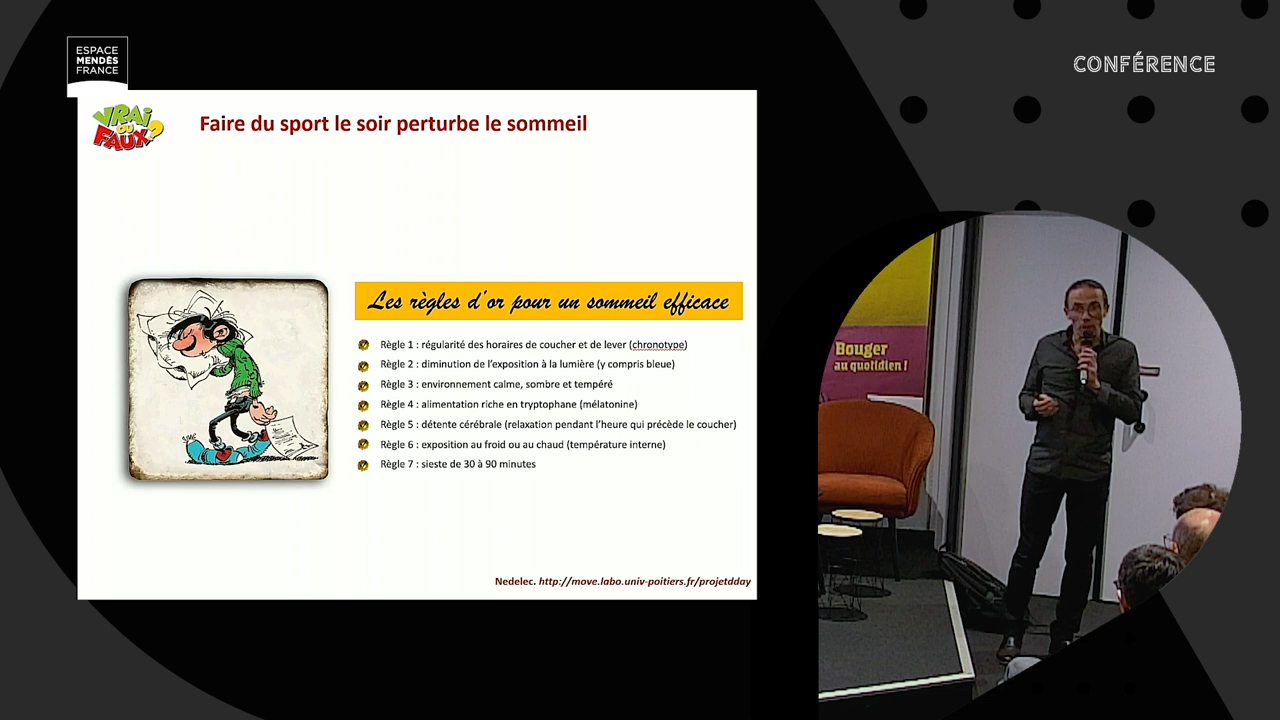 ESPACE
MENDÈS
FRANCE
CONFÉRENCE
VRAI
OU
FAUX?
Faire du sport le soir perturbe le sommeil
Les règles d'or pour un sommeil efficace
Règle 1 : régularité des horaires de coucher et de lever (chronotype)
Règle 2 : diminution de l'exposition à la lumière (y compris bleue)
Règle 3 : environnement calme, sombre et tempéré
Règle 4 : alimentation riche en tryptophane (mélatonine)
Règle 5 : détente cérébrale (relaxation pendant l'heure qui précède le coucher)
Règle 6 : exposition au froid ou au chaud (température interne)
Règle 7 : sieste de 30 à 90 minutes
Nedelec. http://move.labo.univ-poitiers.fr/projetdday
Bouger
au quotidien !